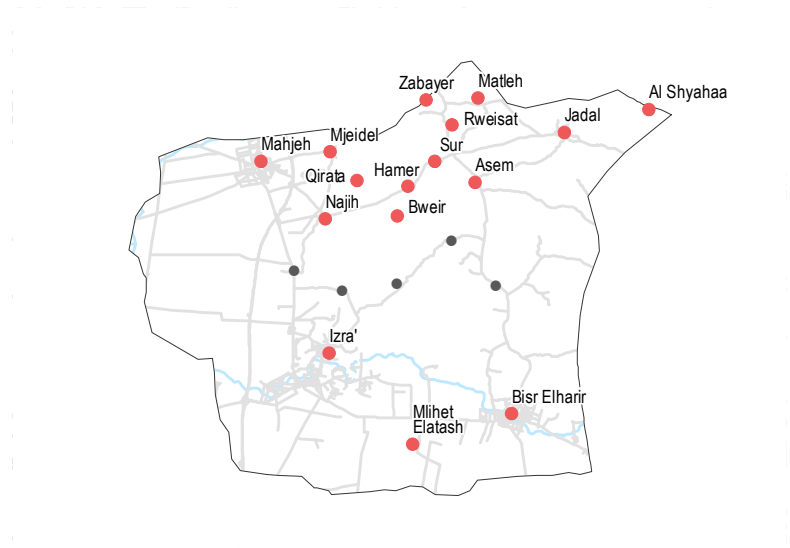 Zabayer
Matleh
Al Shyahaa
Rweisat
Jadal
Mjeidel
Mahjeh
Sur
Hamer
Asem
Qirata
Najih
Bweir
Izra'
Bisr Elharir
Mlihet
Elatash